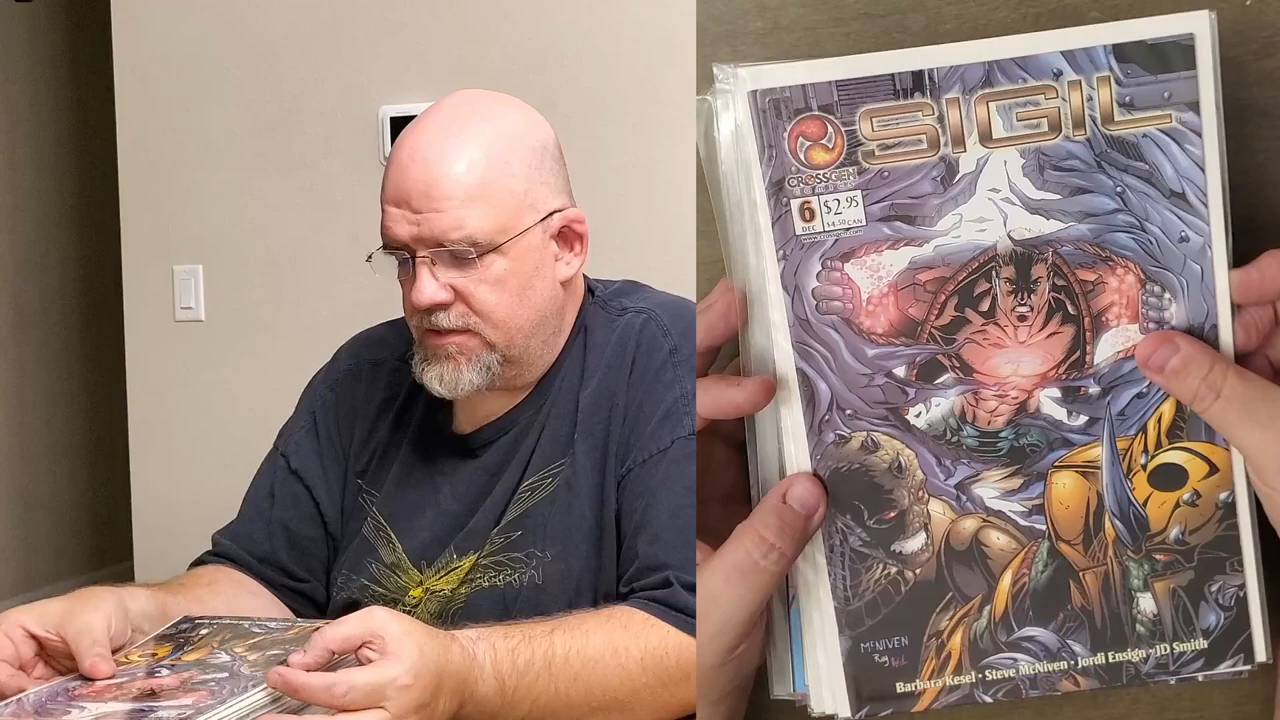 SIGIL
CROSSGEN
COMICS
6
DEC
$2.95
$4.50 CAN
www.crossgen.com
McNIVEN
Ray
Barbara Kesel • Steve McNiven • Jordi Ensign • JD Smith